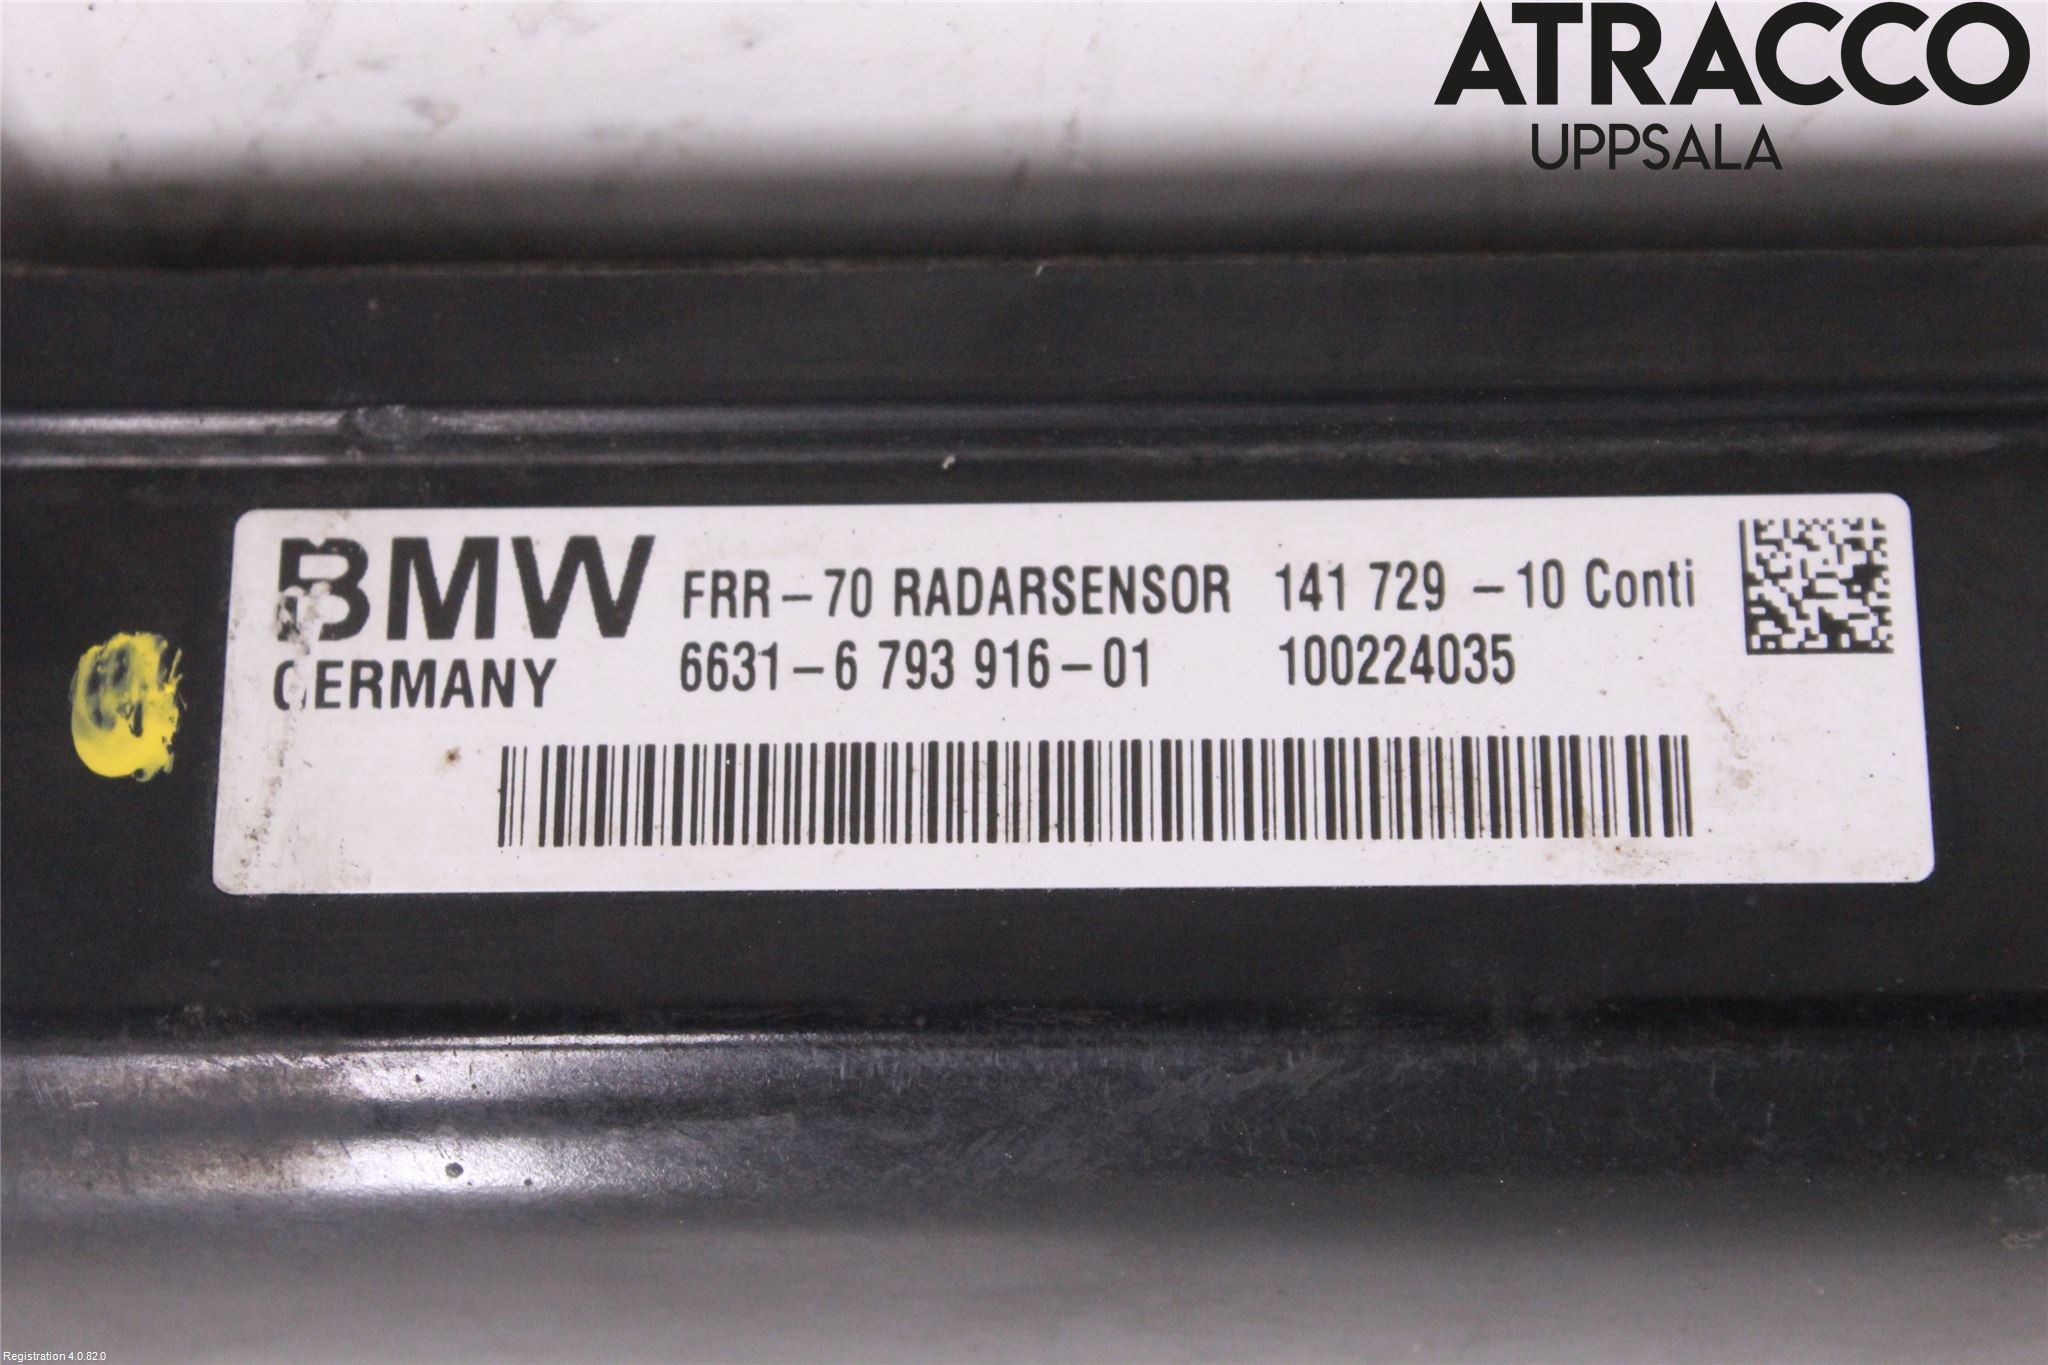 ATRACCO
UPPSALA
BMW FRR-70 RADARSENSOR 141 729 -10 Conti
GERMANY 6631-6 793 916-01 100224035
Registration 4.0.82.0